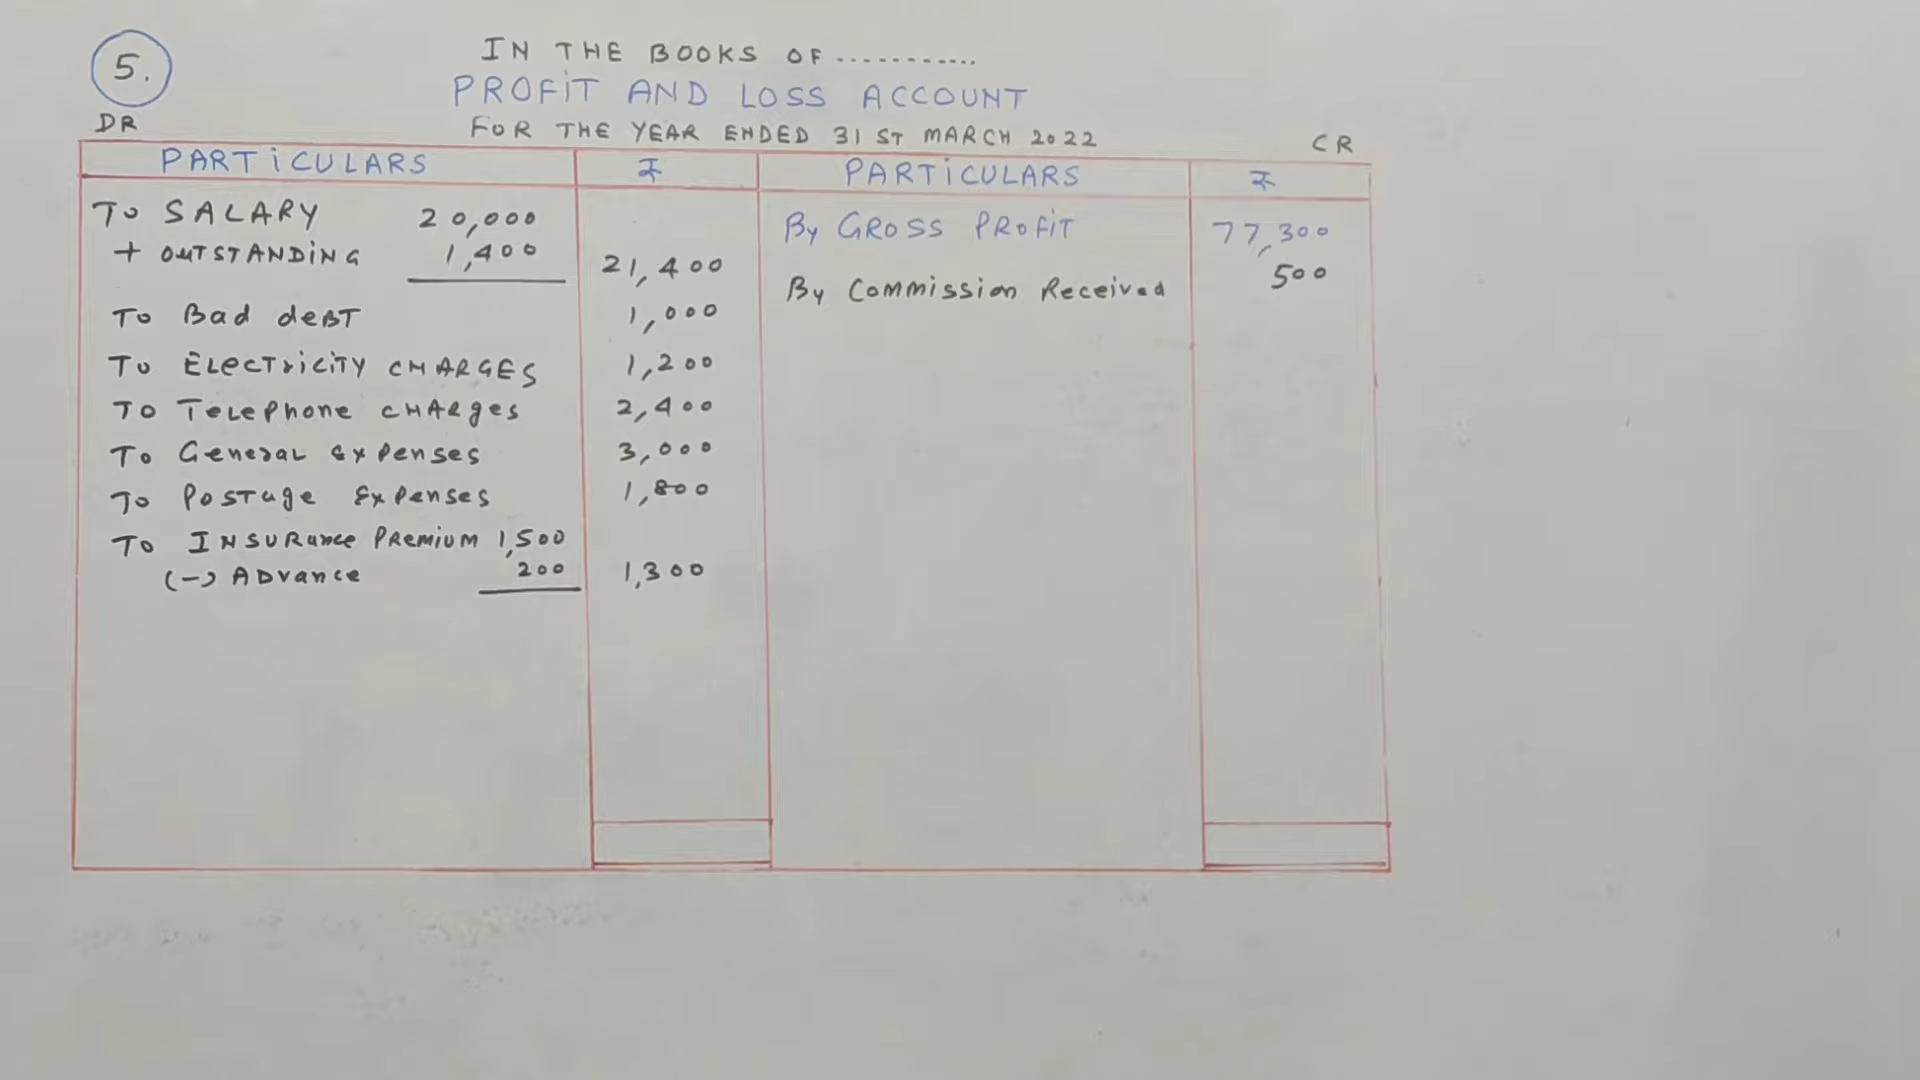 5.
IN THE BOOKS OF ...........
PROFiT AND LOSS ACCOUNT
DR
FOR THE YEAR ENDED 31 ST MARCH 2022
CR
PARTiCULARS ₹ PARTiCULARS ₹
To SALARY 20,000
+ OUTSTANDiNG 1,400 21,400
To Bad deBT 1,000
To ELecTriciTY CHARGES 1,200
To TeLePhone CHARges 2,400
To GeneraL ExPenses 3,000
To PosTage ExPenses 1,800
To INSURance PReMiUM 1,500
(-) ADvance 200 1,300
By GROSS PROFiT 77,300
By Commission Received 500